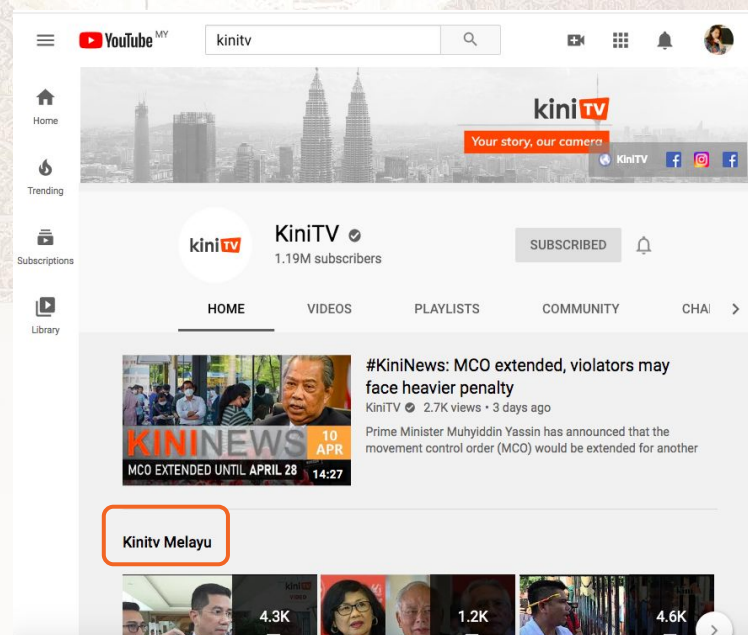 YouTube MY
kinitv
Home
Trending
Subscriptions
Library
kini TV
Your story, our camera
KiniTV
kini TV
KiniTV
1.19M subscribers
SUBSCRIBED
HOME VIDEOS PLAYLISTS COMMUNITY CHA
#KiniNews: MCO extended, violators may
face heavier penalty
KiniTV 2.7K views • 3 days ago
Prime Minister Muhyiddin Yassin has announced that the
movement control order (MCO) would be extended for another
KININEWS 10 APR
MCO EXTENDED UNTIL APRIL 28 14:27
Kinitv Melayu
kini TV
4.3K 1.2K 4.6K